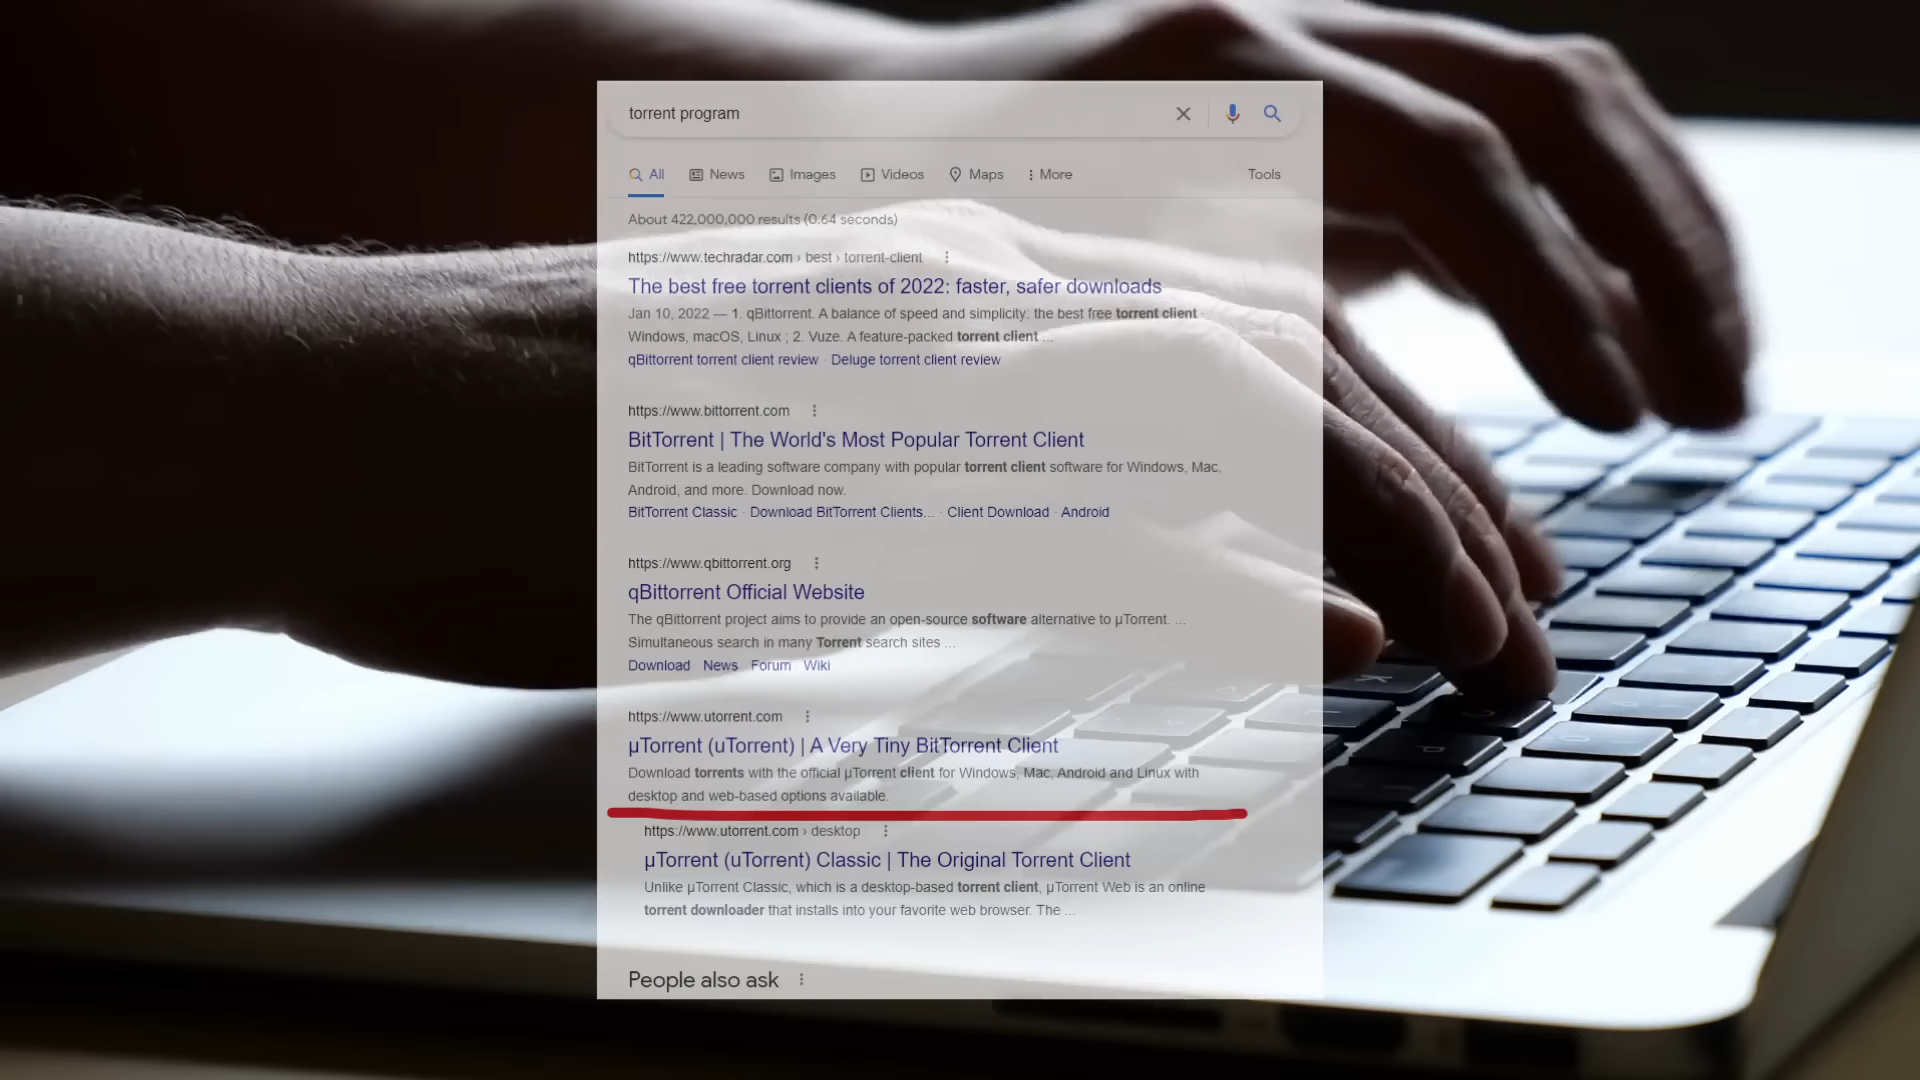 torrent program
All News Images Videos Maps More Tools
About 422,000,000 results (0.64 seconds)
https://www.techradar.com › best › torrent-client
The best free torrent clients of 2022: faster, safer downloads
Jan 10, 2022 — 1. qBittorrent. A balance of speed and simplicity: the best free torrent client ·
Windows, macOS, Linux ; 2. Vuze. A feature-packed torrent client ...
qBittorrent torrent client review · Deluge torrent client review
https://www.bittorrent.com
BitTorrent | The World's Most Popular Torrent Client
BitTorrent is a leading software company with popular torrent client software for Windows, Mac,
Android, and more. Download now.
BitTorrent Classic · Download BitTorrent Clients... · Client Download · Android
https://www.qbittorrent.org
qBittorrent Official Website
The qBittorrent project aims to provide an open-source software alternative to µTorrent. ...
Simultaneous search in many Torrent search sites ...
Download News Forum Wiki
https://www.utorrent.com
µTorrent (uTorrent) | A Very Tiny BitTorrent Client
Download torrents with the official µTorrent client for Windows, Mac, Android and Linux with
desktop and web-based options available.
https://www.utorrent.com › desktop
µTorrent (uTorrent) Classic | The Original Torrent Client
Unlike µTorrent Classic, which is a desktop-based torrent client, µTorrent Web is an online
torrent downloader that installs into your favorite web browser. The ...
People also ask